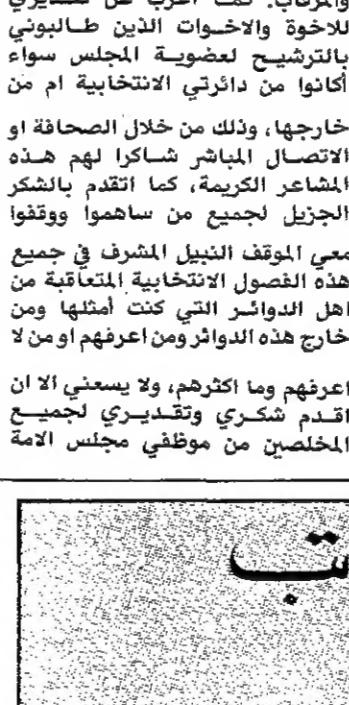 للاخوة والاخوات الذين طالبوني
بالترشيح لعضوية المجلس سواء
أكانوا من دائرتي الانتخابية ام من
خارجها، وذلك من خلال الصحافة او
الاتصال المباشر شاكرا لهم هذه
المشاعر الكريمة، كما اتقدم بالشكر
الجزيل لجميع من ساهموا ووقفوا
معي الموقف النبيل المشرف في جميع
هذه الفصول الانتخابية المتعاقبة من
اهل الدوائر التي كنت أمثلها ومن
خارج هذه الدوائر ومن اعرفهم او من لا
اعرفهم وما اكثرهم، ولا يسعني الا ان
اقدم شكري وتقديري لجميع
المخلصين من موظفي مجلس الامة